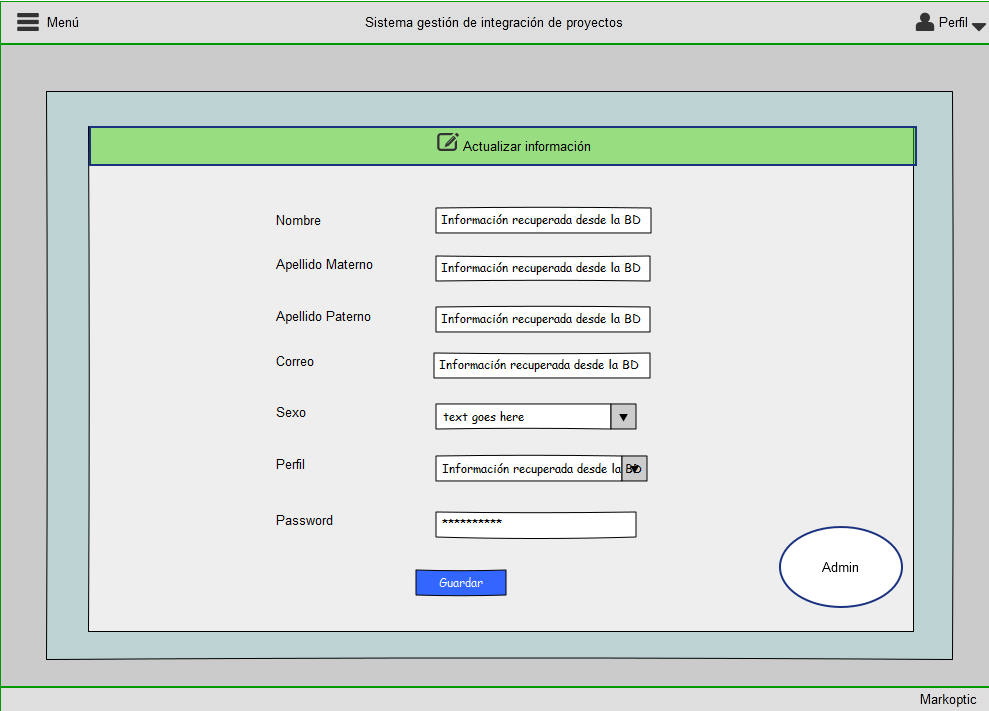 Menú
Sistema gestión de integración de proyectos
Perfil
Actualizar información
Nombre
Información recuperada desde la BD
Apellido Materno
Información recuperada desde la BD
Apellido Paterno
Información recuperada desde la BD
Correo
Información recuperada desde la BD
Sexo
text goes here
Perfil
Información recuperada desde la BD
Password
**********
Guardar
Admin
Markoptic